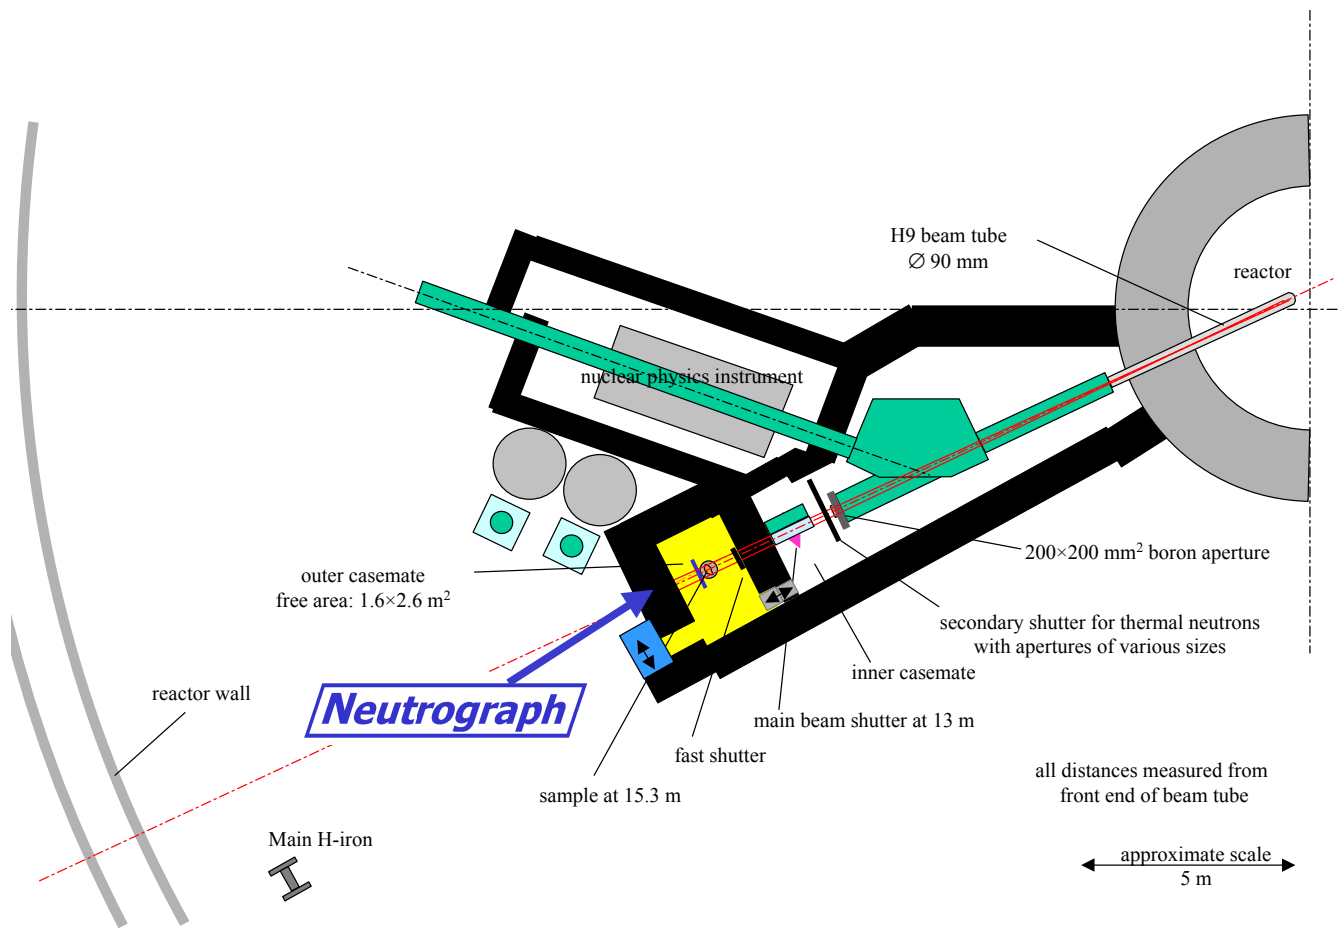 H9 beam tube
∅ 90 mm
reactor
nuclear physics instrument
200×200 mm² boron aperture
outer casemate
free area: 1.6×2.6 m²
secondary shutter for thermal neutrons
with apertures of various sizes
inner casemate
reactor wall
Neutrograph
main beam shutter at 13 m
fast shutter
sample at 15.3 m
all distances measured from
front end of beam tube
Main H-iron
approximate scale
5 m